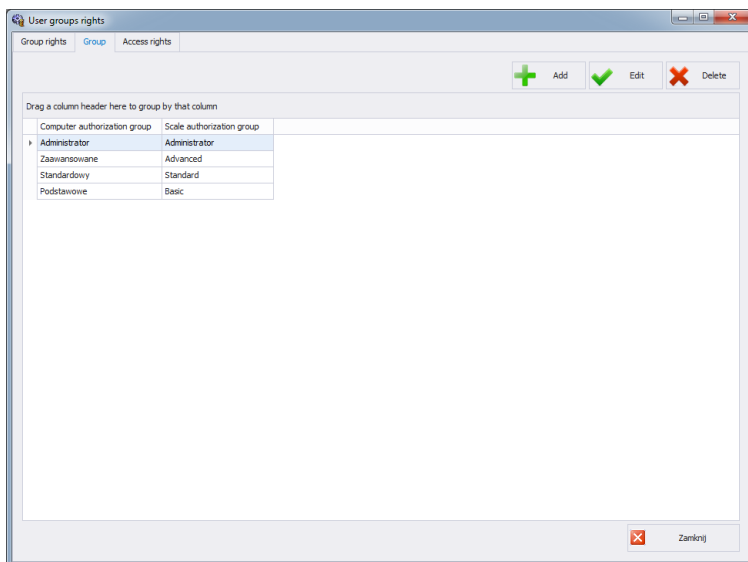 User groups rights
Group rights Group Access rights
Add Edit Delete
Drag a column header here to group by that column
Computer authorization group Scale authorization group
Administrator Administrator
Zaawansowane Advanced
Standardowy Standard
Podstawowe Basic
Zamknij